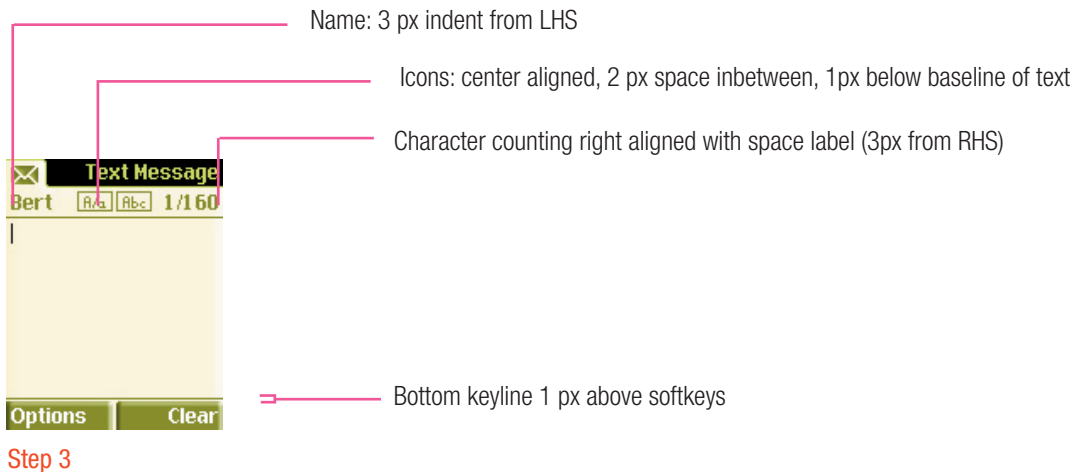 Name: 3 px indent from LHS
Icons: center aligned, 2 px space inbetween, 1px below baseline of text
Character counting right aligned with space label (3px from RHS)
Text Message
Bert A/a Abc 1/160
Bottom keyline 1 px above softkeys
Options Clear
Step 3